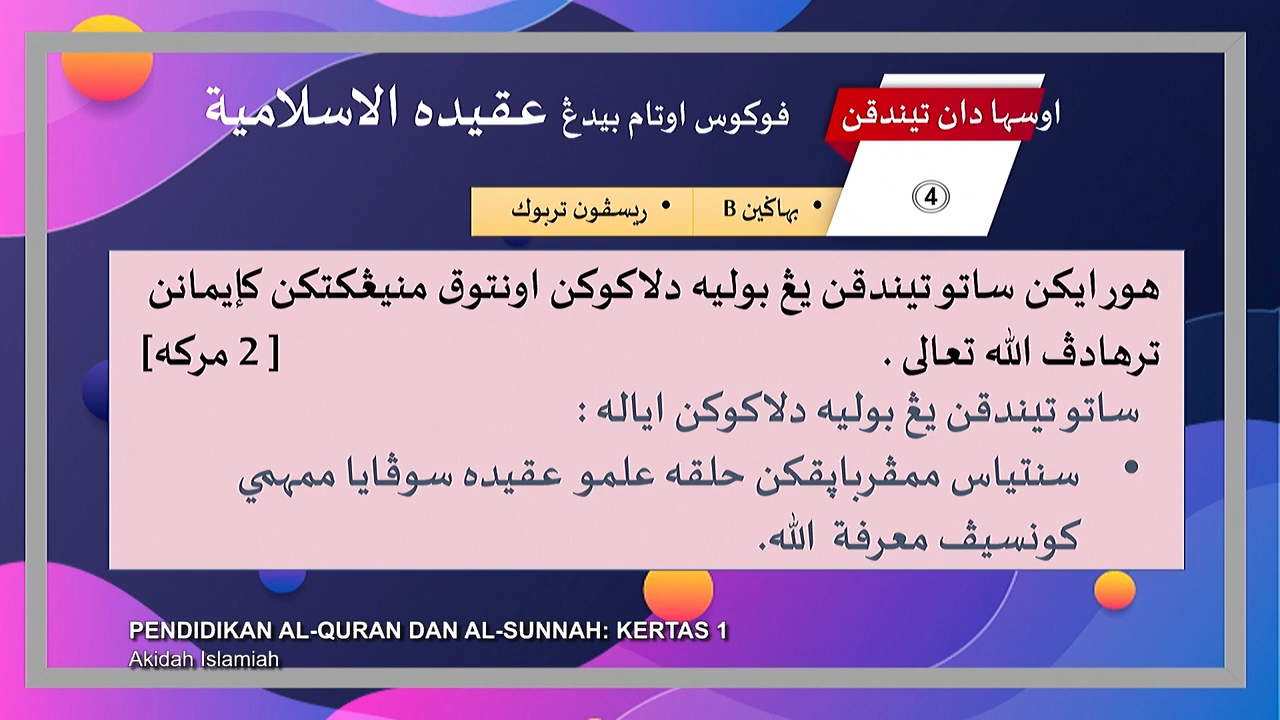 اوسها دان تيندقن
فوكوس اوتام بيدڠ عقيده الاسلامية
4
• بهاݢين B
• ريسڤون تربوك
هورايكن ساتو تيندقن يڠ بوليه دلاكوكن اونتوق منيڠكتكن كإيمانن
ترهادڤ الله تعالى . [ 2 مركه]
ساتو تيندقن يڠ بوليه دلاكوكن اياله :
• سنتياس ممڤرباڽقكن حلقه علمو عقيده سوڤايا ممهمي
كونسيڤ معرفة الله.
PENDIDIKAN AL-QURAN DAN AL-SUNNAH: KERTAS 1
Akidah Islamiah